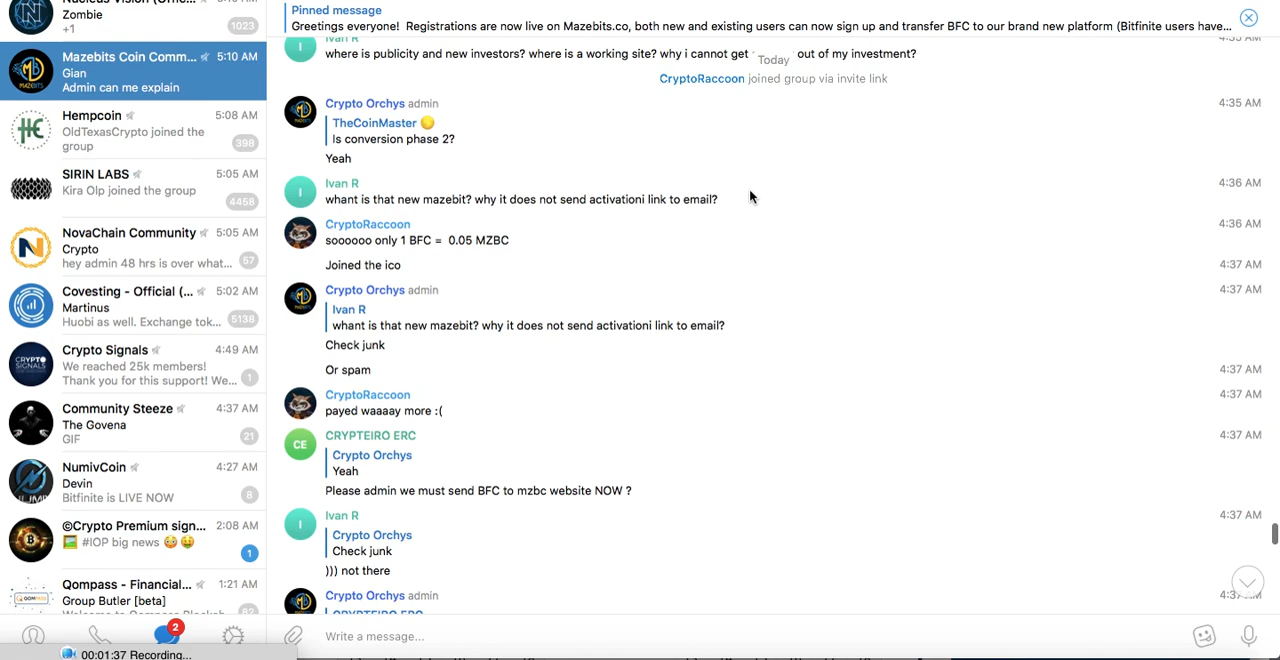 Zombie
+1
1023
Mazebits Coin Comm... 5:10 AM
Gian
Admin can me explain
Hempcoin 5:08 AM
OldTexasCrypto joined the
group
398
SIRIN LABS 5:05 AM
Kira Olp joined the group
4458
NovaChain Community 5:05 AM
Crypto
hey admin 48 hrs is over what...
57
Covesting - Official (... 5:02 AM
Martinus
Huobi as well. Exchange tok...
5138
Crypto Signals 4:49 AM
We reached 25k members!
Thank you for this support! We...
1
Community Steeze 4:37 AM
The Govena
GIF
21
NumivCoin 4:27 AM
Devin
Bitfinite is LIVE NOW
8
©Crypto Premium sign... 2:08 AM
🖼 #IOP big news 😳🤑
1
Qompass - Financial... 1:21 AM
Group Butler [beta]
2
00:01:37 Recording...
Pinned message
Greetings everyone! Registrations are now live on Mazebits.co, both new and existing users can now sign up and transfer BFC to our brand new platform (Bitfinite users have...
Ivan R 4:35 AM
where is publicity and new investors? where is a working site? why i cannot get out of my investment?
Today
CryptoRaccoon joined group via invite link
Crypto Orchys admin 4:35 AM
TheCoinMaster 🌕
Is conversion phase 2?
Yeah
Ivan R 4:36 AM
whant is that new mazebit? why it does not send activationi link to email?
CryptoRaccoon 4:36 AM
soooooo only 1 BFC = 0.05 MZBC
Joined the ico 4:37 AM
Crypto Orchys admin 4:37 AM
Ivan R
whant is that new mazebit? why it does not send activationi link to email?
Check junk
Or spam 4:37 AM
CryptoRaccoon 4:37 AM
payed waaaay more :(
CE
CRYPTEIRO ERC 4:37 AM
Crypto Orchys
Yeah
Please admin we must send BFC to mzbc website NOW ?
Ivan R 4:37 AM
Crypto Orchys
Check junk
))) not there
Crypto Orchys admin
CRYPTEIRO ERC
Write a message...